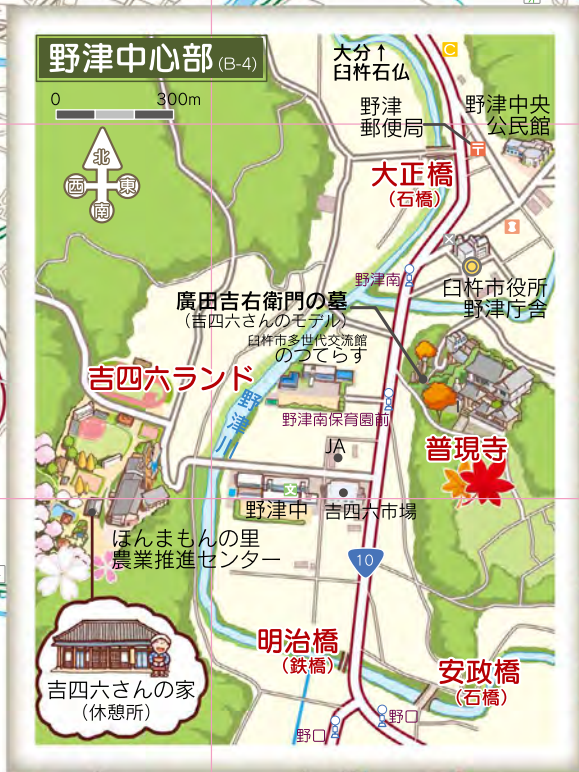 野津中心部(B-4)
0 300m
北
西 東
南
大分↑
臼杵石仏
C
野津
郵便局
野津中央
公民館
大正橋
(石橋)
野津南
臼杵市役所
野津庁舎
廣田吉右衛門の墓
(吉四六さんのモデル)
臼杵市多世代交流館
のつてらす
吉四六ランド
野津川
野津南保育園前
普現寺
JA
文
野津中
吉四六市場
ほんまもんの里
農業推進センター
10
明治橋
(鉄橋)
安政橋
(石橋)
吉四六さんの家
(休憩所)
野口
野口